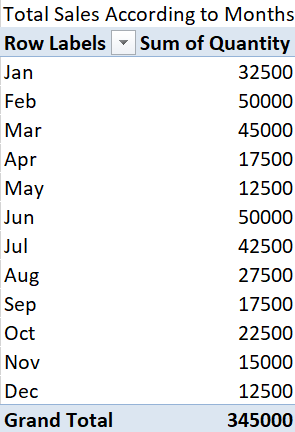 Total Sales According to Months
Row Labels Sum of Quantity
Jan 32500
Feb 50000
Mar 45000
Apr 17500
May 12500
Jun 50000
Jul 42500
Aug 27500
Sep 17500
Oct 22500
Nov 15000
Dec 12500
Grand Total 345000